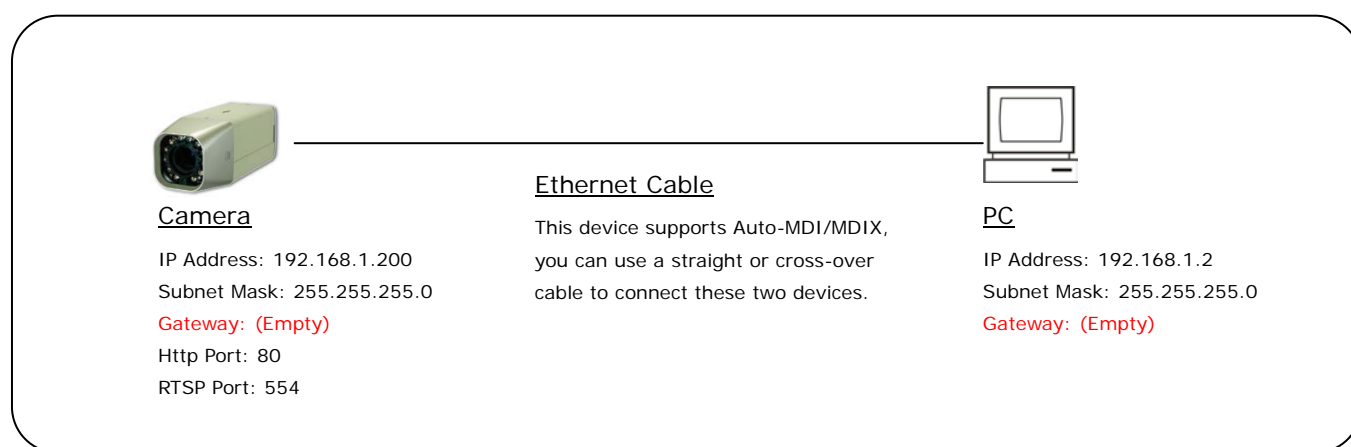 Camera
IP Address: 192.168.1.200
Subnet Mask: 255.255.255.0
Gateway: (Empty)
Http Port: 80
RTSP Port: 554
Ethernet Cable
This device supports Auto-MDI/MDIX,
you can use a straight or cross-over
cable to connect these two devices.
PC
IP Address: 192.168.1.2
Subnet Mask: 255.255.255.0
Gateway: (Empty)